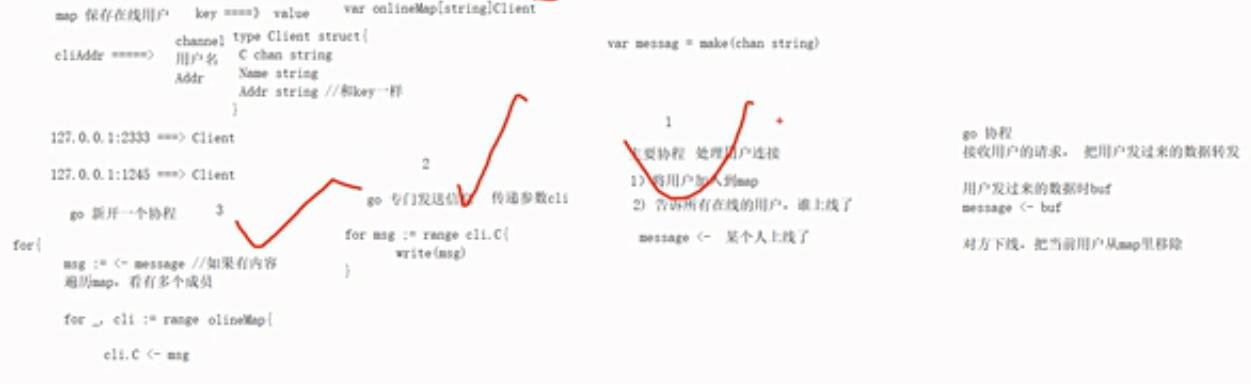 map 保存在线用户 key ====》 value
var onlineMap[string]Client
cliAddr =====>
channel
用户名
Addr
type Client struct{
C chan string
Name string
Addr string //和key一样
}
127.0.0.1:2333 ===> Client
127.0.0.1:1245 ===> Client
go 新开一个协程
3
for{
msg := <- message //如果有内容
遍历map，看有多个成员
for _, cli := range olineMap{
cli.C <- msg
2
go 专门发送信息 传递参数cli
for msg := range cli.C{
write(msg)
}
var messag = make(chan string)
1
主要协程 处理用户连接
1）将用户加入到map
2）告诉所有在线的用户，谁上线了
message <- 某个人上线了
go 协程
接收用户的请求， 把用户发过来的数据转发
用户发过来的数据时buf
message <- buf
对方下线，把当前用户从map里移除